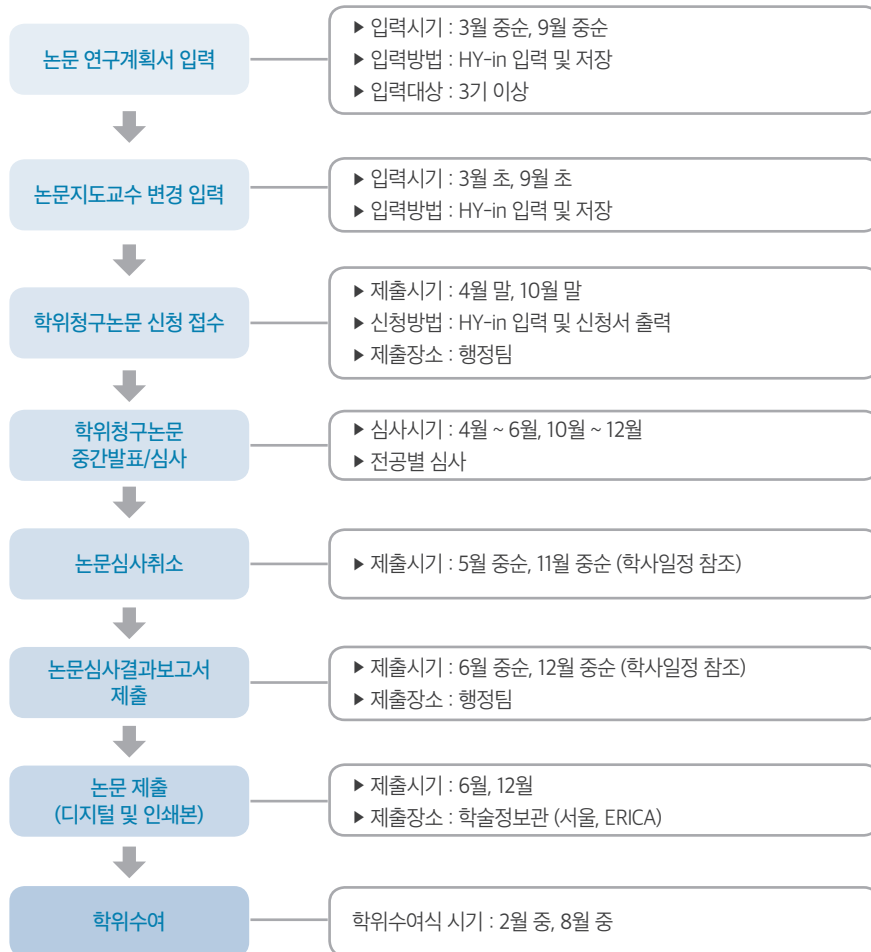 논문 연구계획서 입력
▶ 입력시기 : 3월 중순, 9월 중순
▶ 입력방법 : HY-in 입력 및 저장
▶ 입력대상 : 3기 이상
논문지도교수 변경 입력
▶ 입력시기 : 3월 초, 9월 초
▶ 입력방법 : HY-in 입력 및 저장
학위청구논문 신청 접수
▶ 제출시기 : 4월 말, 10월 말
▶ 신청방법 : HY-in 입력 및 신청서 출력
▶ 제출장소 : 행정팀
학위청구논문
중간발표/심사
▶ 심사시기 : 4월 ~ 6월, 10월 ~ 12월
▶ 전공별 심사
논문심사취소
▶ 제출시기 : 5월 중순, 11월 중순 (학사일정 참조)
논문심사결과보고서
제출
▶ 제출시기 : 6월 중순, 12월 중순 (학사일정 참조)
▶ 제출장소 : 행정팀
논문 제출
(디지털 및 인쇄본)
▶ 제출시기 : 6월, 12월
▶ 제출장소 : 학술정보관 (서울, ERICA)
학위수여
학위수여식 시기 : 2월 중, 8월 중